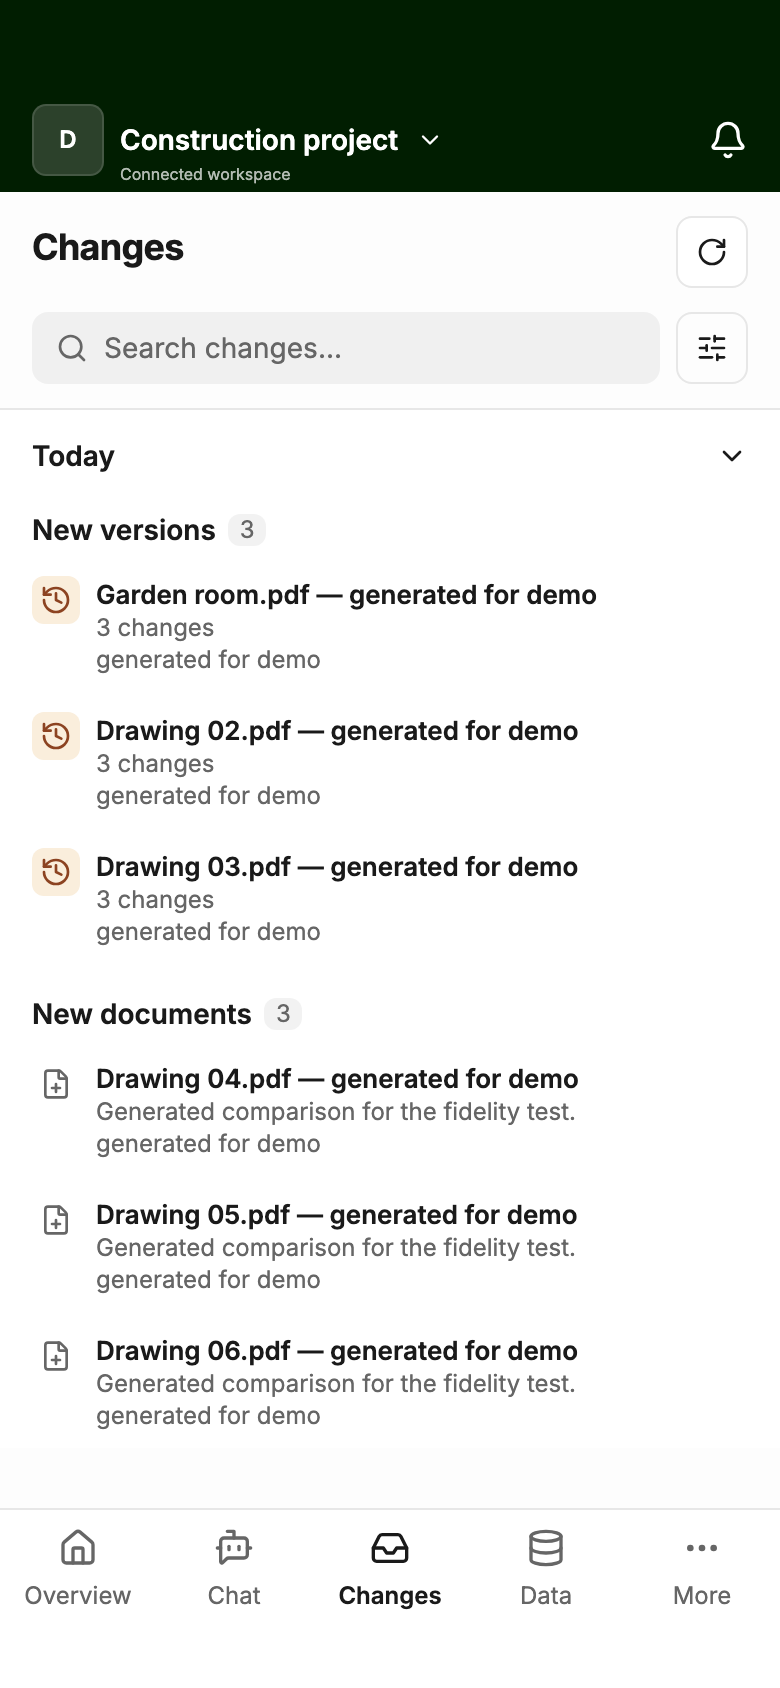 D
Construction project
Connected workspace
Changes
Search changes...
Today
New versions 3
Garden room.pdf — generated for demo
3 changes
generated for demo
Drawing 02.pdf — generated for demo
3 changes
generated for demo
Drawing 03.pdf — generated for demo
3 changes
generated for demo
New documents 3
Drawing 04.pdf — generated for demo
Generated comparison for the fidelity test.
generated for demo
Drawing 05.pdf — generated for demo
Generated comparison for the fidelity test.
generated for demo
Drawing 06.pdf — generated for demo
Generated comparison for the fidelity test.
generated for demo
Overview Chat Changes Data More